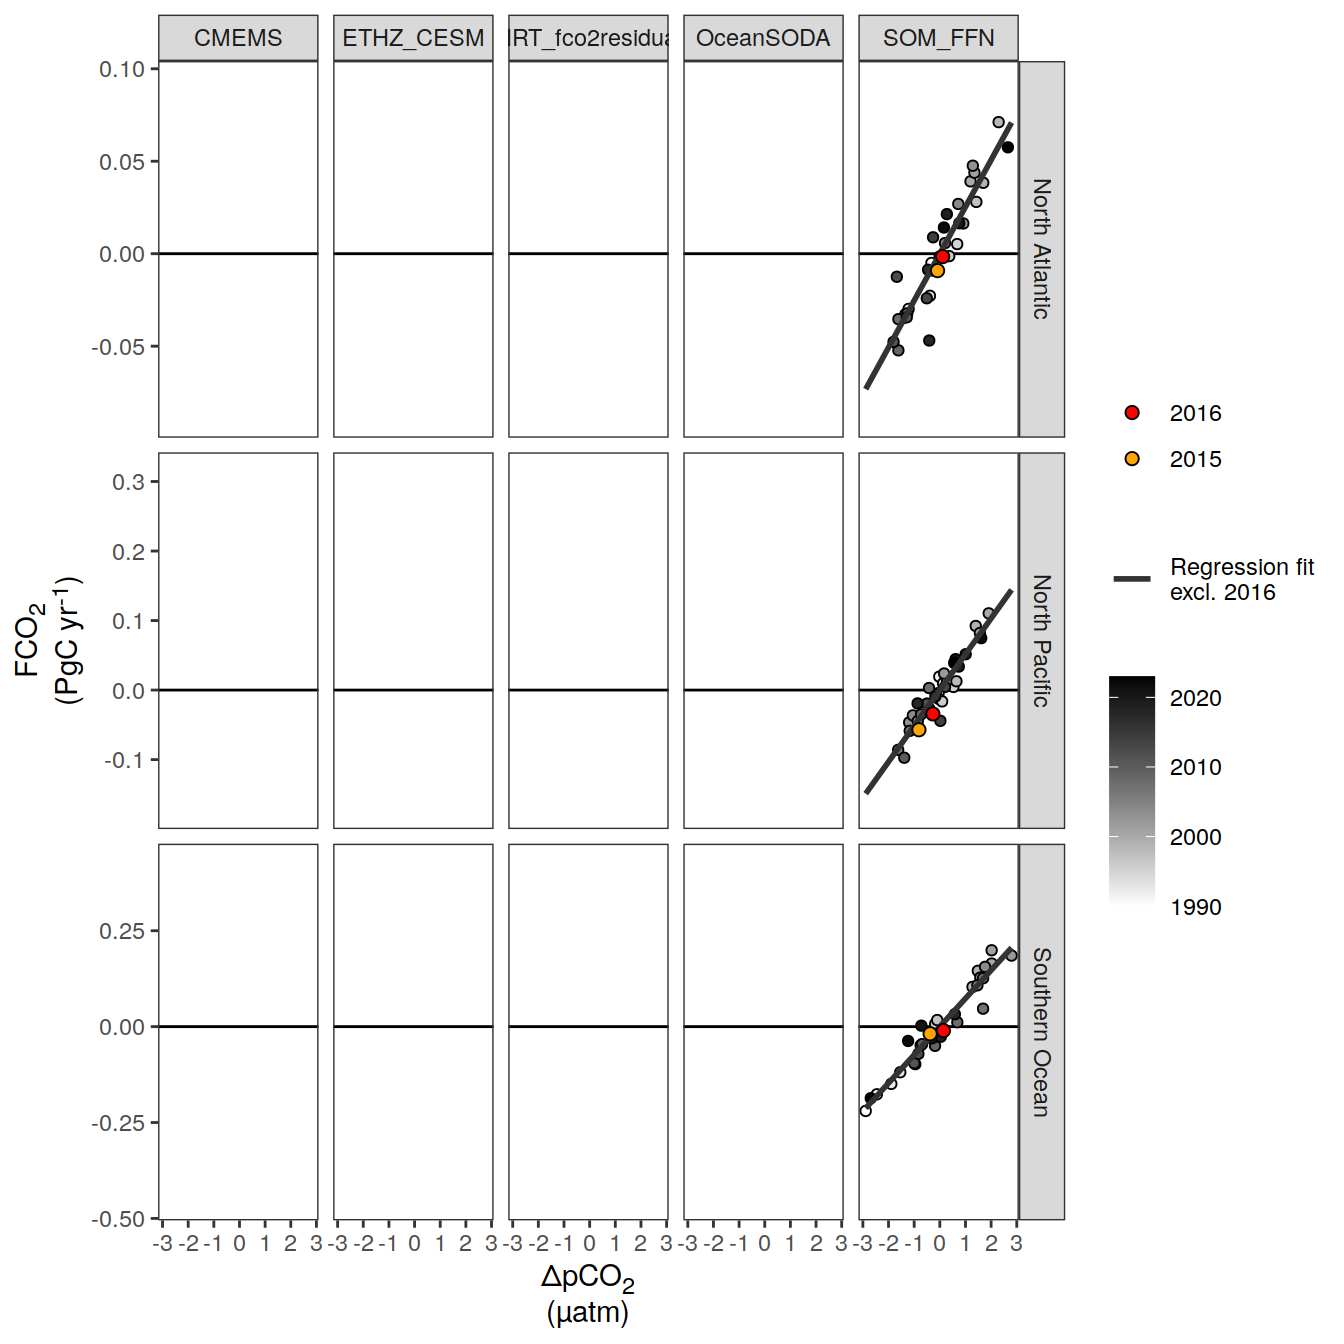 CMEMS ETHZ_CESM IRT_fco2residua OceanSODA SOM_FFN
0.10
0.05
0.00
-0.05
North Atlantic
0.3
0.2
0.1
0.0
-0.1
North Pacific
0.25
0.00
-0.25
-0.50
Southern Ocean
-3 -2 -1 0 1 2 3 -3 -2 -1 0 1 2 3 -3 -2 -1 0 1 2 3 -3 -2 -1 0 1 2 3 -3 -2 -1 0 1 2 3
ΔpCO₂
(µatm)
FCO₂
(PgC yr⁻¹)
2016
2015
Regression fit
excl. 2016
2020
2010
2000
1990